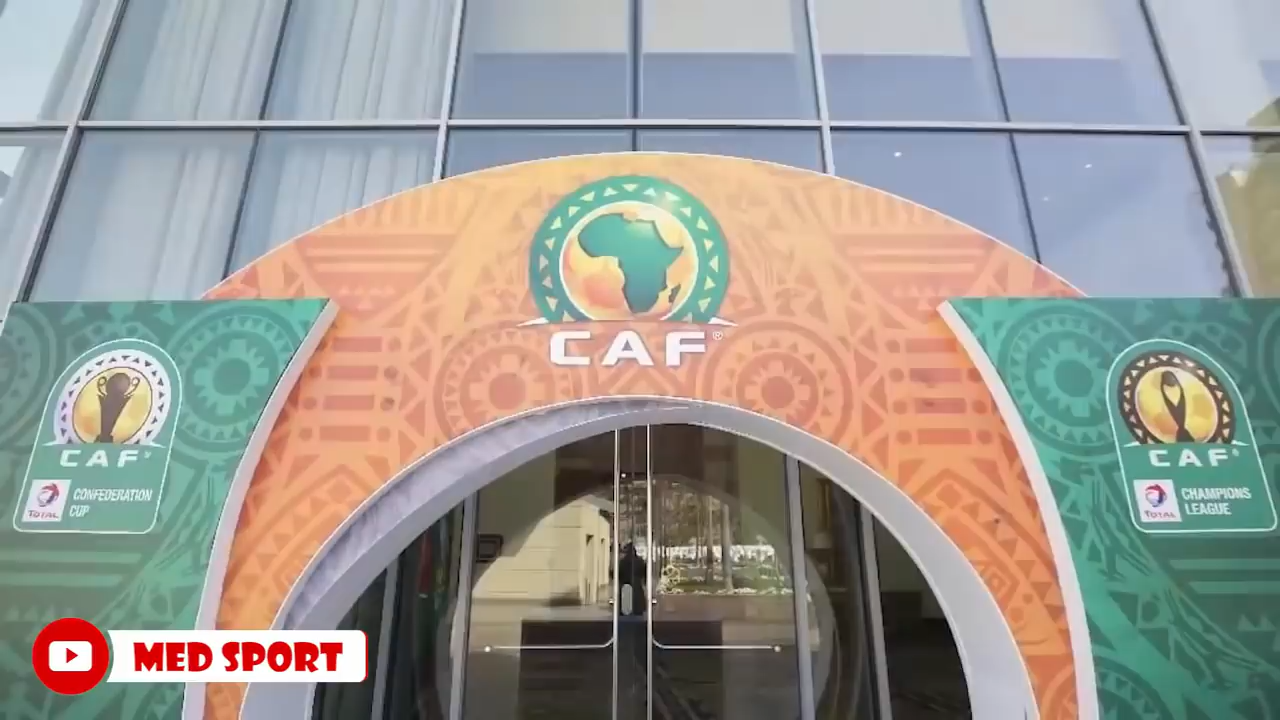 CAF®
CAF
TOTAL
CONFEDERATION
CUP
CAF
TOTAL
CHAMPIONS
LEAGUE
MED SPORT